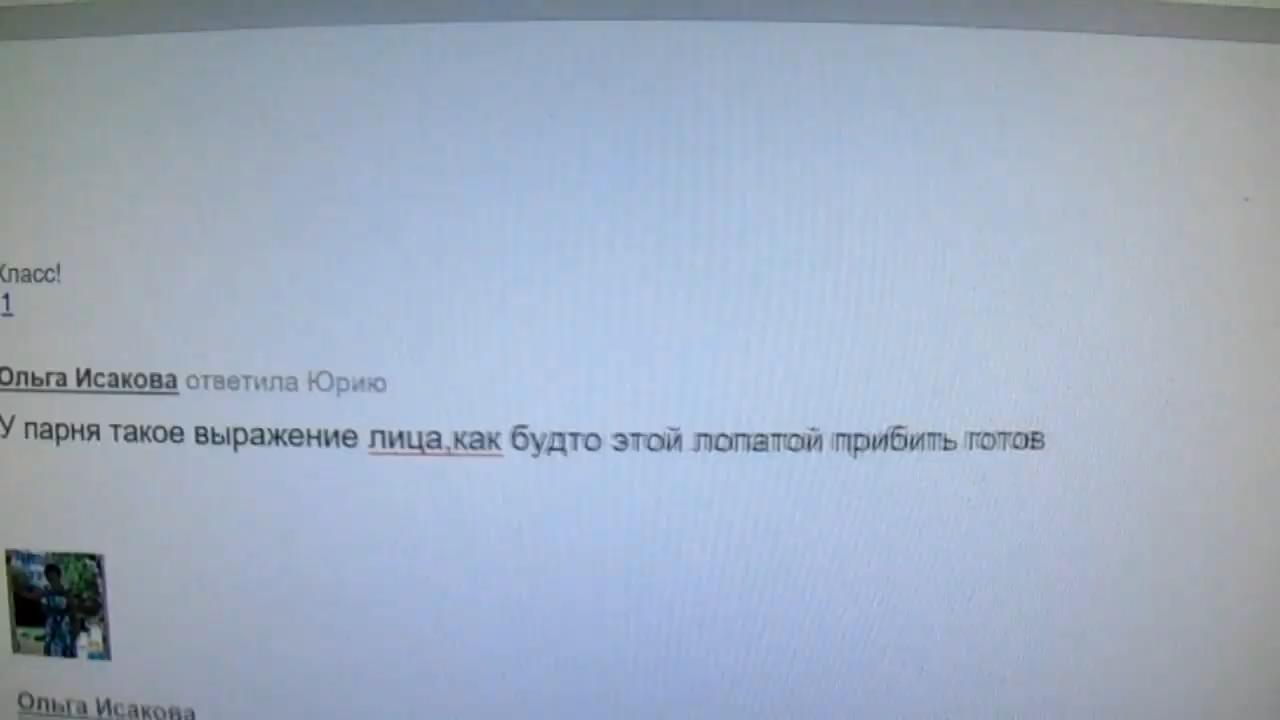 Класс!
1
Ольга Исакова ответила Юрию
У парня такое выражение лица,как будто этой лопатой прибить готов
Ольга Исакова